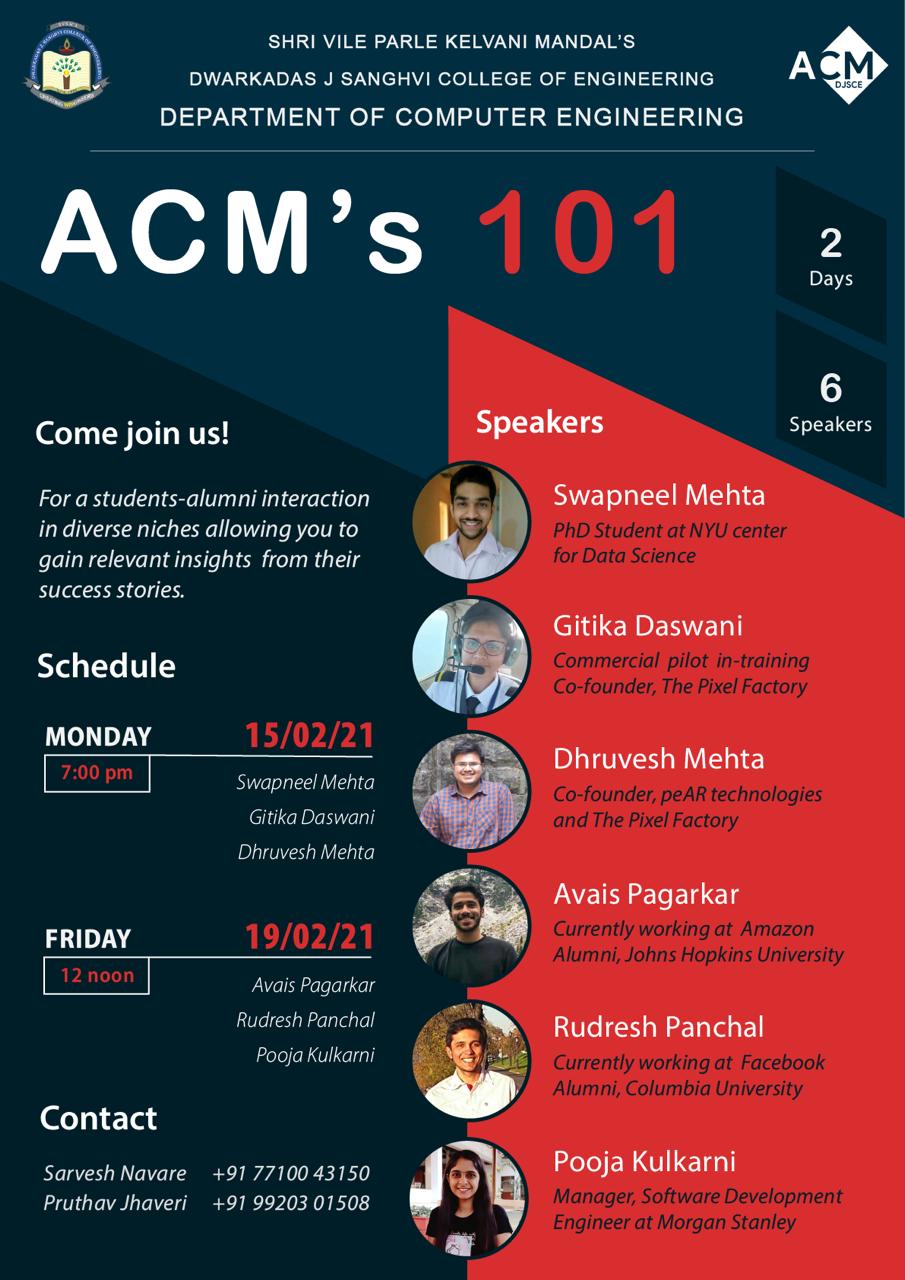 SHRI VILE PARLE KELVANI MANDAL'S
DWARKADAS J SANGHVI COLLEGE OF ENGINEERING
DEPARTMENT OF COMPUTER ENGINEERING
ACM
DJSCE
ACM's 101
2
Days
6
Speakers
Come join us!
For a students-alumni interaction
in diverse niches allowing you to
gain relevant insights from their
success stories.
Schedule
MONDAY 15/02/21
7:00 pm
Swapneel Mehta
Gitika Daswani
Dhruvesh Mehta
FRIDAY 19/02/21
12 noon
Avais Pagarkar
Rudresh Panchal
Pooja Kulkarni
Contact
Sarvesh Navare +91 77100 43150
Pruthav Jhaveri +91 99203 01508
Speakers
Swapneel Mehta
PhD Student at NYU center
for Data Science
Gitika Daswani
Commercial pilot in-training
Co-founder, The Pixel Factory
Dhruvesh Mehta
Co-founder, peAR technologies
and The Pixel Factory
Avais Pagarkar
Currently working at Amazon
Alumni, Johns Hopkins University
Rudresh Panchal
Currently working at Facebook
Alumni, Columbia University
Pooja Kulkarni
Manager, Software Development
Engineer at Morgan Stanley